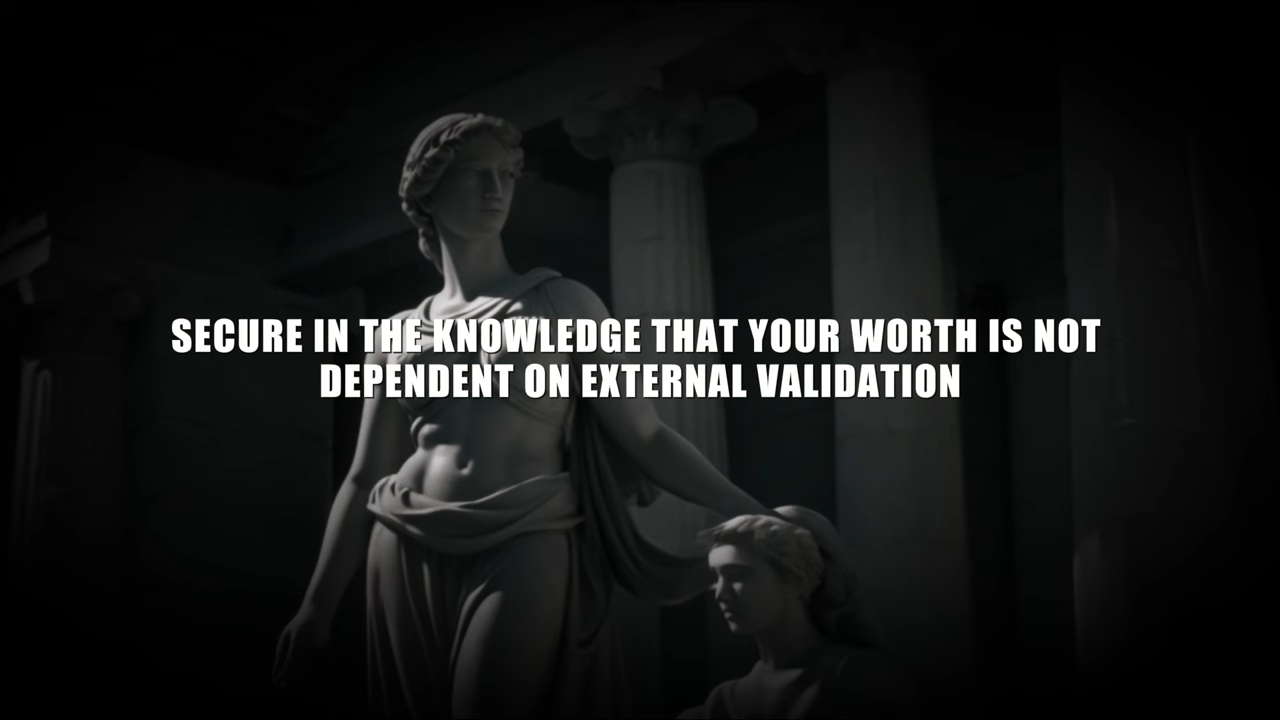 SECURE IN THE KNOWLEDGE THAT YOUR WORTH IS NOT
DEPENDENT ON EXTERNAL VALIDATION